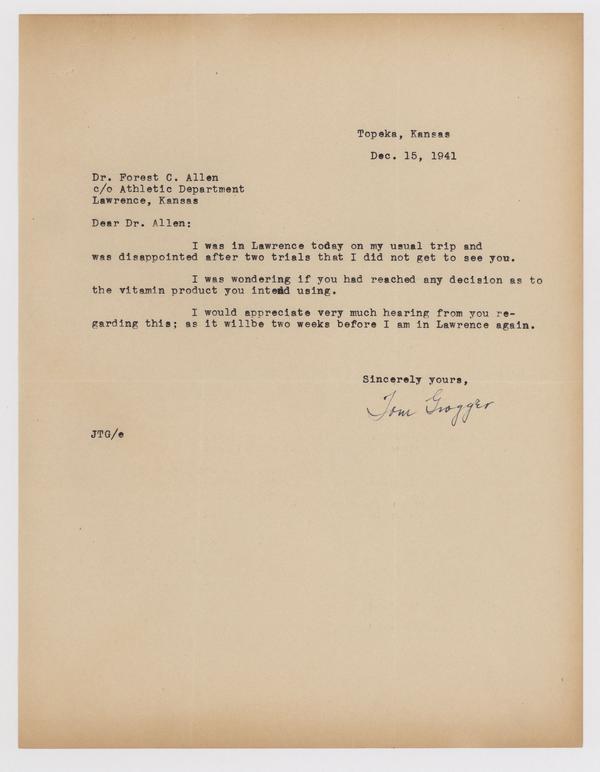 Topeka, Kansas
Dec. 15, 1941
Dr. Forest C. Allen
c/o Athletic Department
Lawrence, Kansas
Dear Dr. Allen:
I was in Lawrence today on my usual trip and
was disappointed after two trials that I did not get to see you.
I was wondering if you had reached any decision as to
the vitamin product you intend using.
I would appreciate very much hearing from you re-
garding this; as it willbe two weeks before I am in Lawrence again.
Sincerely yours,
Tom Grogger
JTG/e